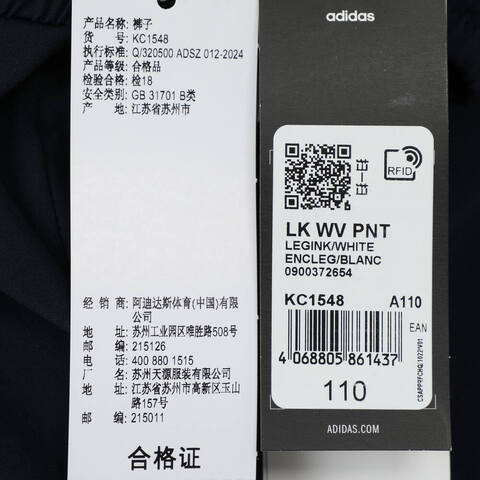 产品名称: 裤子
货 号: KC1548
执行标准: Q/320500 ADSZ 012-2024
产品等级: 合格品
检验合格: 检18
安全类别: GB 31701 B类
产 地: 江苏省苏州市
经 销 商: 阿迪达斯体育(中国)有限
公司
地 址: 苏州工业园区唯胜路508号
邮 编: 215126
电 话: 400 880 1515
厂 名: 苏州天源服装有限公司
地 址: 江苏省苏州市高新区玉山
路157号
邮 编: 215011
合格证
adidas
RFID
LK WV PNT
LEGINK/WHITE
ENCLEG/BLANC
0900372654
KC1548 A110
EAN
4 068805 861437
110
ADIDAS.COM